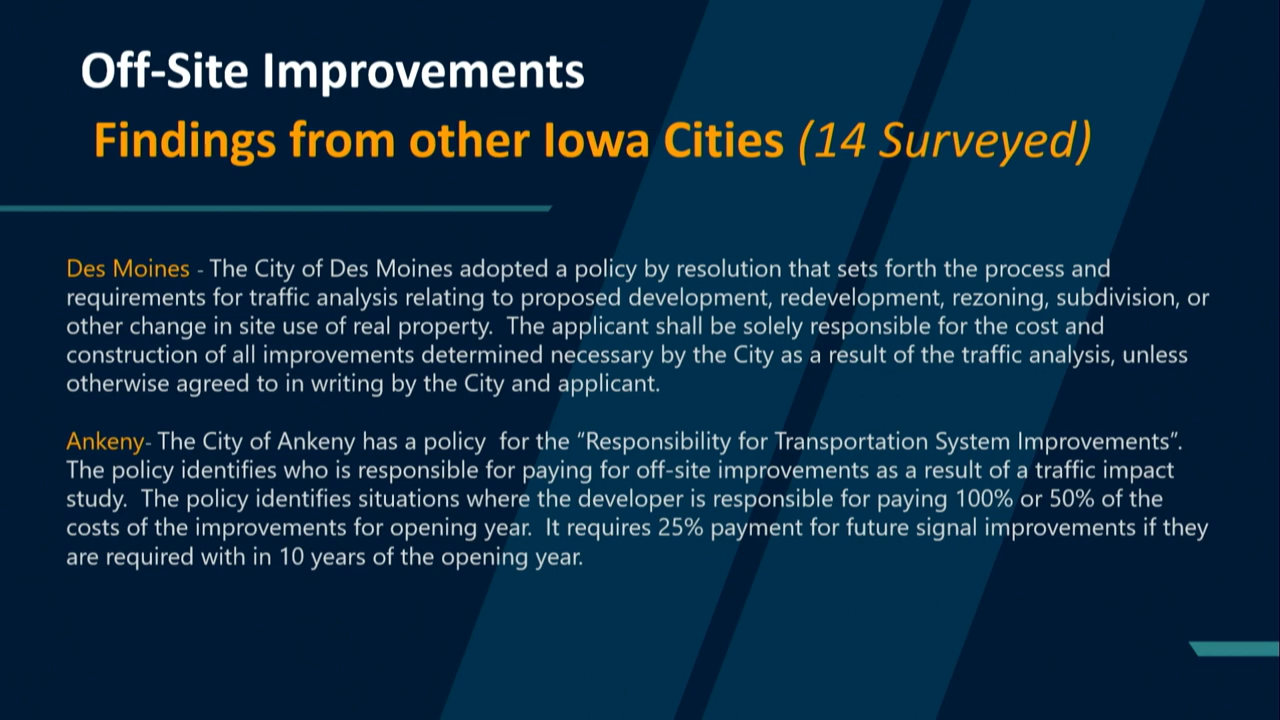 Off-Site Improvements
Findings from other Iowa Cities (14 Surveyed)
Des Moines - The City of Des Moines adopted a policy by resolution that sets forth the process and
requirements for traffic analysis relating to proposed development, redevelopment, rezoning, subdivision, or
other change in site use of real property.  The applicant shall be solely responsible for the cost and
construction of all improvements determined necessary by the City as a result of the traffic analysis, unless
otherwise agreed to in writing by the City and applicant.
Ankeny- The City of Ankeny has a policy  for the “Responsibility for Transportation System Improvements”.
The policy identifies who is responsible for paying for off-site improvements as a result of a traffic impact
study.  The policy identifies situations where the developer is responsible for paying 100% or 50% of the
costs of the improvements for opening year.  It requires 25% payment for future signal improvements if they
are required with in 10 years of the opening year.